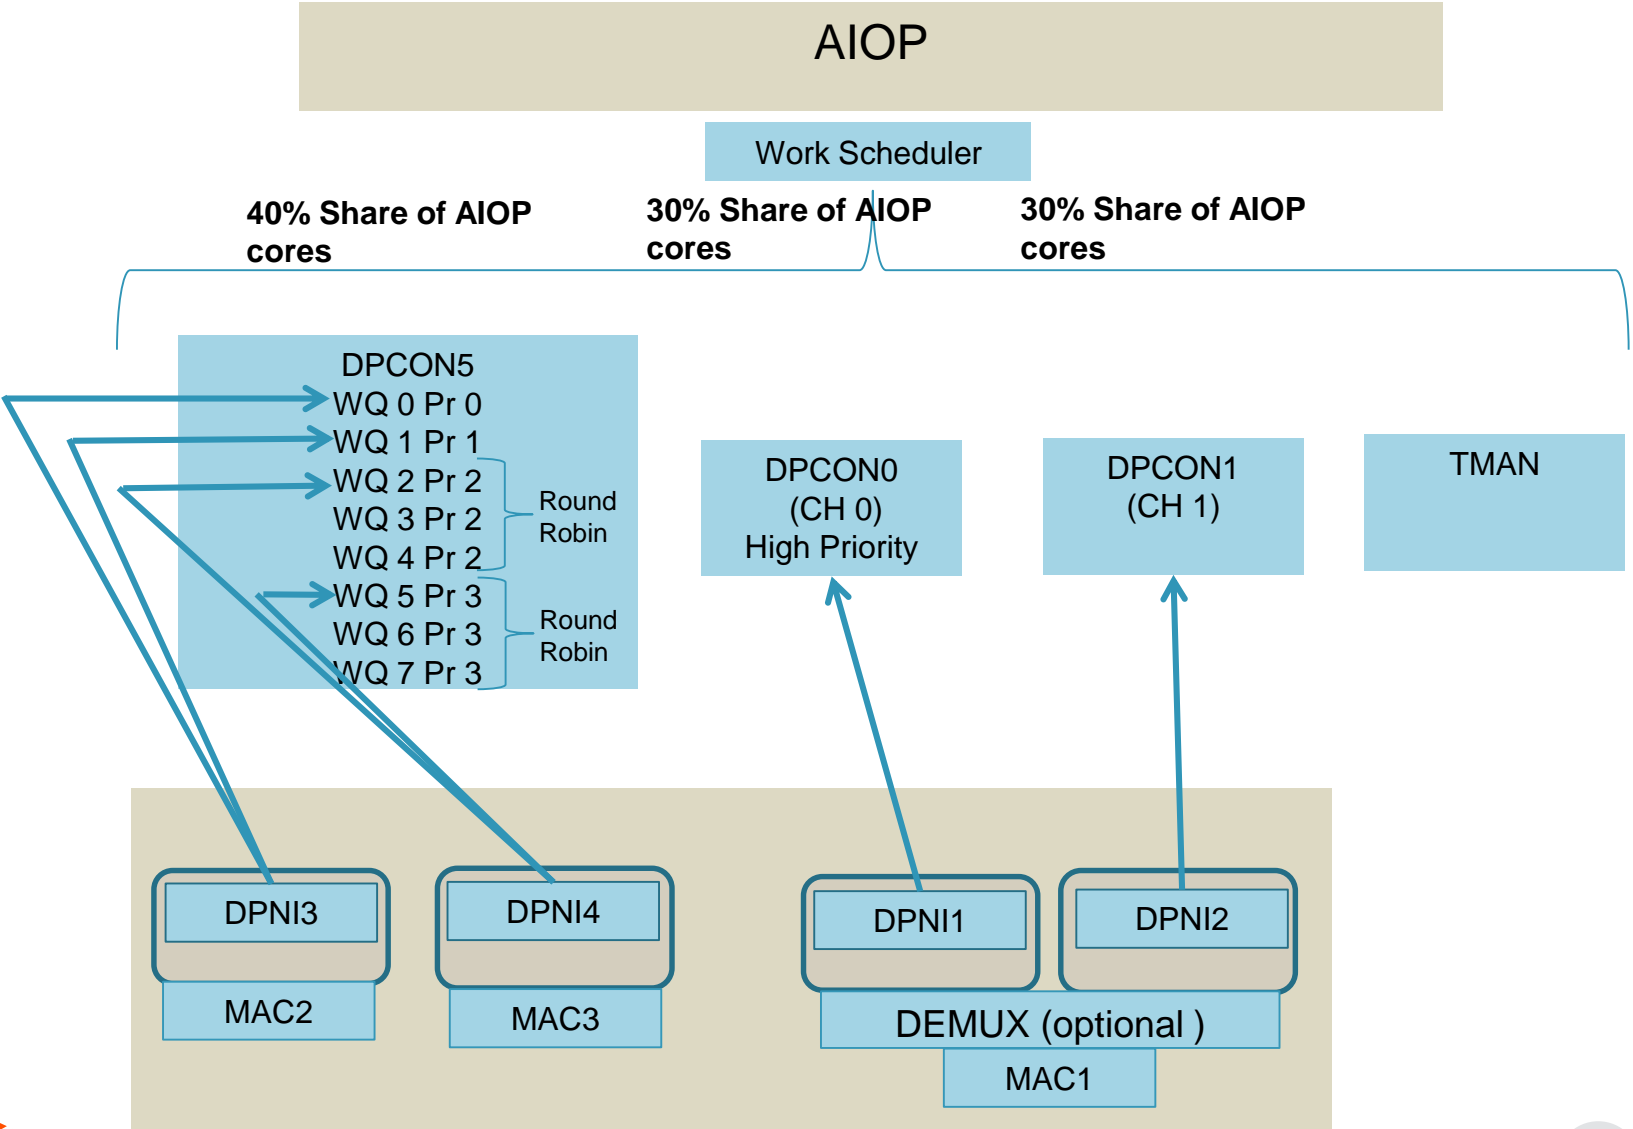 AIOP
Work Scheduler
40% Share of AIOP
cores
30% Share of AIOP
cores
30% Share of AIOP
cores
DPCON5
WQ 0 Pr 0
WQ 1 Pr 1
WQ 2 Pr 2
WQ 3 Pr 2
WQ 4 Pr 2
WQ 5 Pr 3
WQ 6 Pr 3
WQ 7 Pr 3
Round
Robin
Round
Robin
DPCON0
(CH 0)
High Priority
DPCON1
(CH 1)
TMAN
DPNI3
DPNI4
DPNI1
DPNI2
MAC2
MAC3
DEMUX (optional )
MAC1